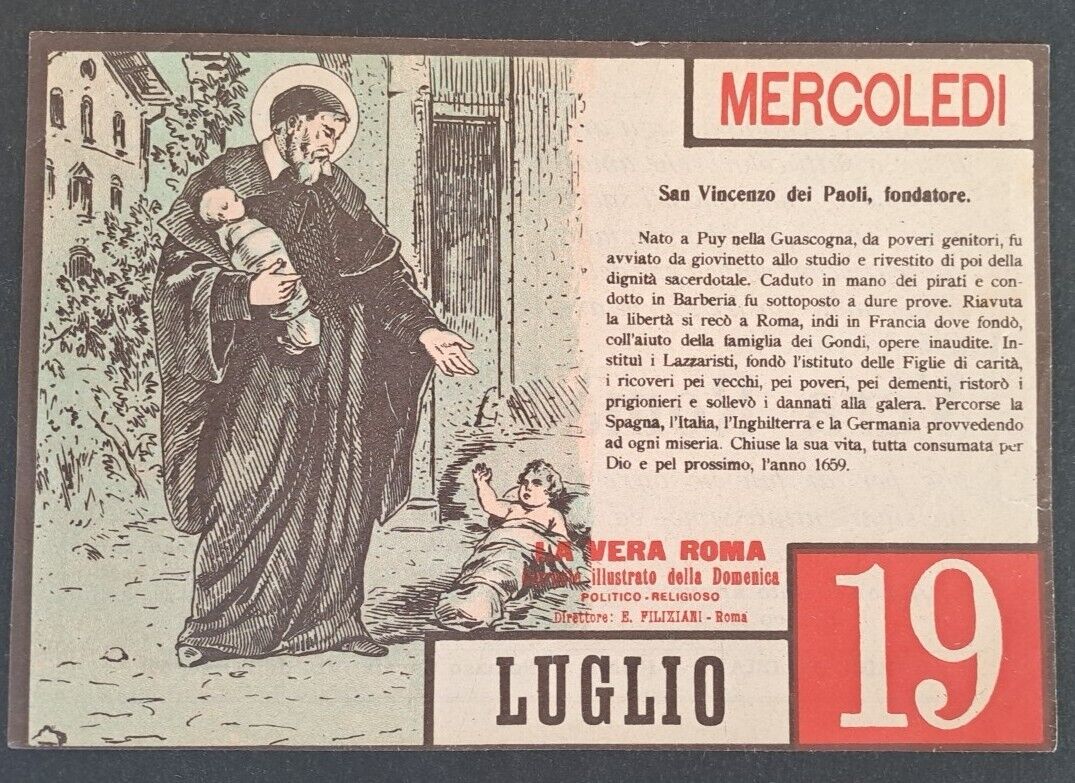 MERCOLEDI
San Vincenzo dei Paoli, fondatore.
Nato a Puy nella Guascogna, da poveri genitori, fu
avviato da giovinetto allo studio e rivestito di poi della
dignità sacerdotale. Caduto in mano dei pirati e con-
dotto in Barberia fu sottoposto a dure prove. Riavuta
la libertà si recò a Roma, indi in Francia dove fondò,
coll'aiuto della famiglia dei Gondi, opere inaudite. In-
stituì i Lazzaristi, fondò l'istituto delle Figlie di carità,
i ricoveri pei vecchi, pei poveri, pei dementi, ristorò i
prigionieri e sollevò i dannati alla galera. Percorse la
Spagna, l'Italia, l'Inghilterra e la Germania provvedendo
ad ogni miseria. Chiuse la sua vita, tutta consumata per
Dio e pel prossimo, l'anno 1659.
LA VERA ROMA
illustrato della Domenica
POLITICO-RELIGIOSO
Direttore: E. FILIZIANI - Roma
LUGLIO
19